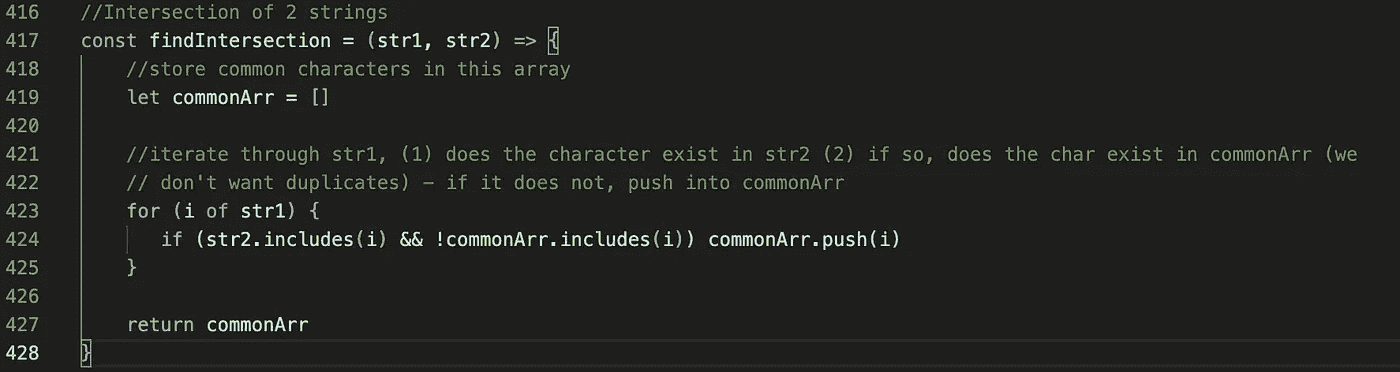 416 //Intersection of 2 strings
417 const findIntersection = (str1, str2) => {
418 //store common characters in this array
419 let commonArr = []
420
421 //iterate through str1, (1) does the character exist in str2 (2) if so, does the char exist in commonArr (we
422 // don't want duplicates) – if it does not, push into commonArr
423 for (i of str1) {
424 if (str2.includes(i) && !commonArr.includes(i)) commonArr.push(i)
425 }
426
427 return commonArr
428 }